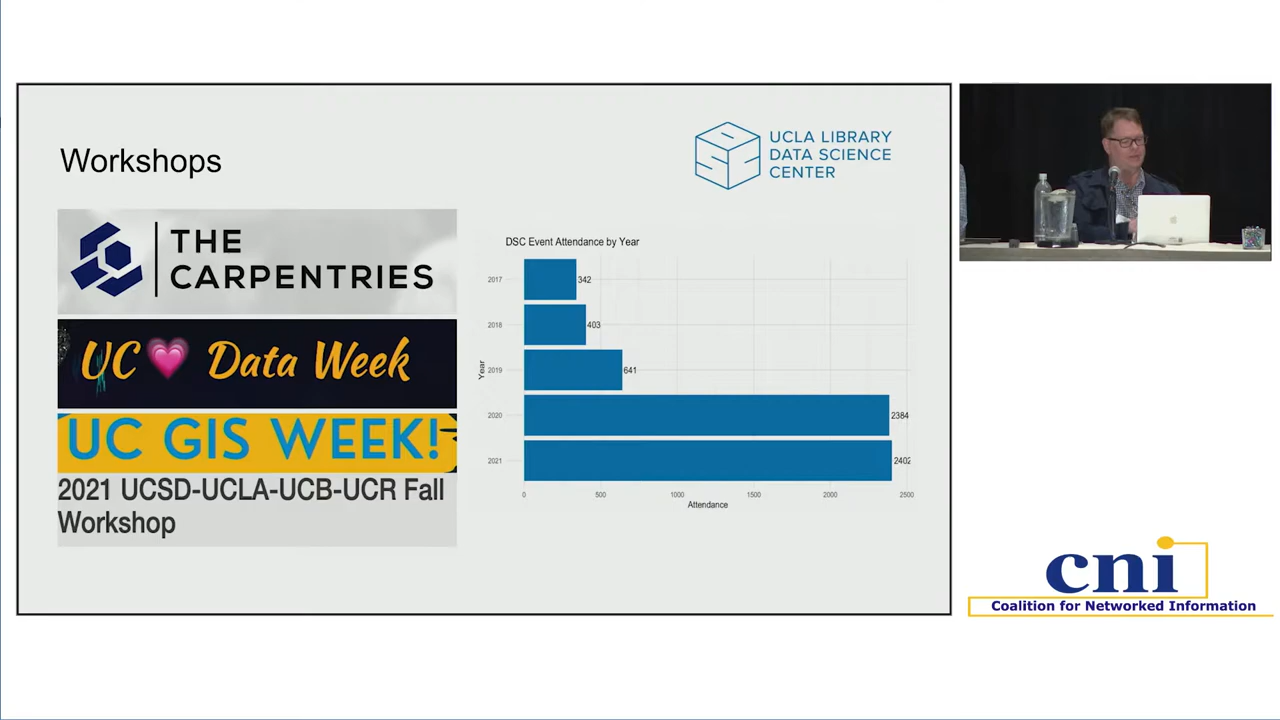 Workshops
UCLA LIBRARY
DATA SCIENCE
CENTER
THE
CARPENTRIES
UC Data Week
UC GIS WEEK!
2021 UCSD-UCLA-UCB-UCR Fall
Workshop
DSC Event Attendance by Year
Year
2017 342
2018 403
2019 641
2020 2384
2021 2402
0 500 1000 1500 2000 2500
Attendance
cni
Coalition for Networked Information